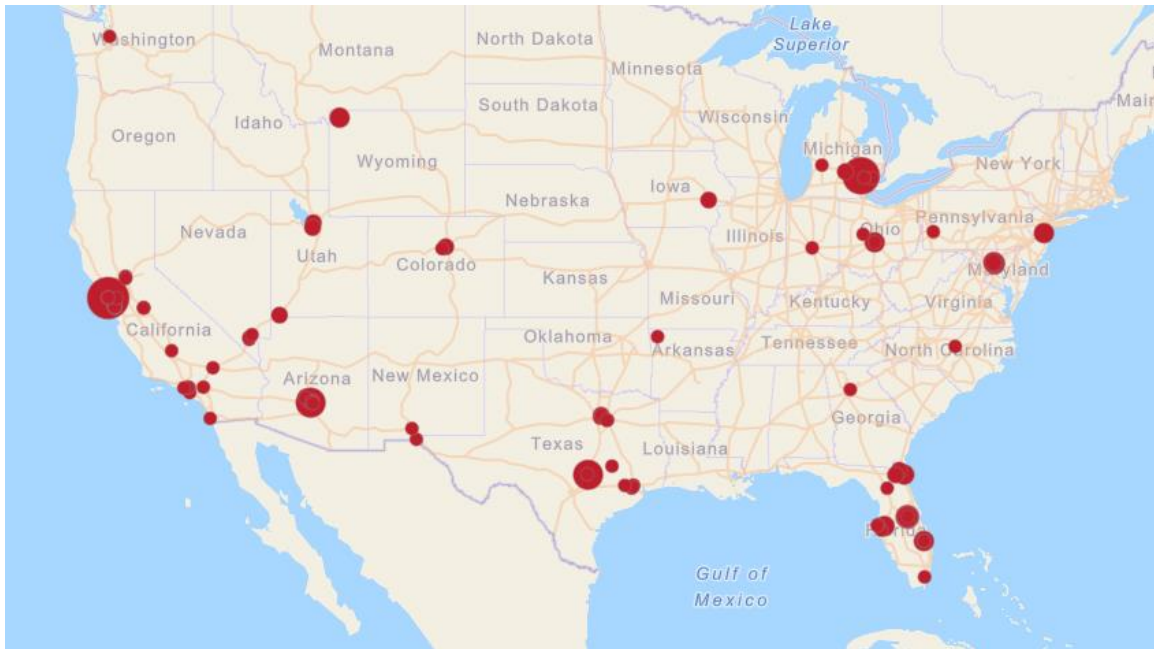 Washington
Montana
North Dakota
Lake
Superior
Minnesota
South Dakota
Wisconsin
Oregon
Idaho
Wyoming
Michigan
New York
Nebraska
Iowa
Nevada
Utah
Colorado
Illinois
Ohio
Pennsylvania
Kansas
Missouri
Maryland
Kentucky
Virginia
California
Oklahoma
Arkansas
Tennessee
North Carolina
Arizona
New Mexico
Georgia
Texas
Louisiana
Florida
Gulf of
Mexico